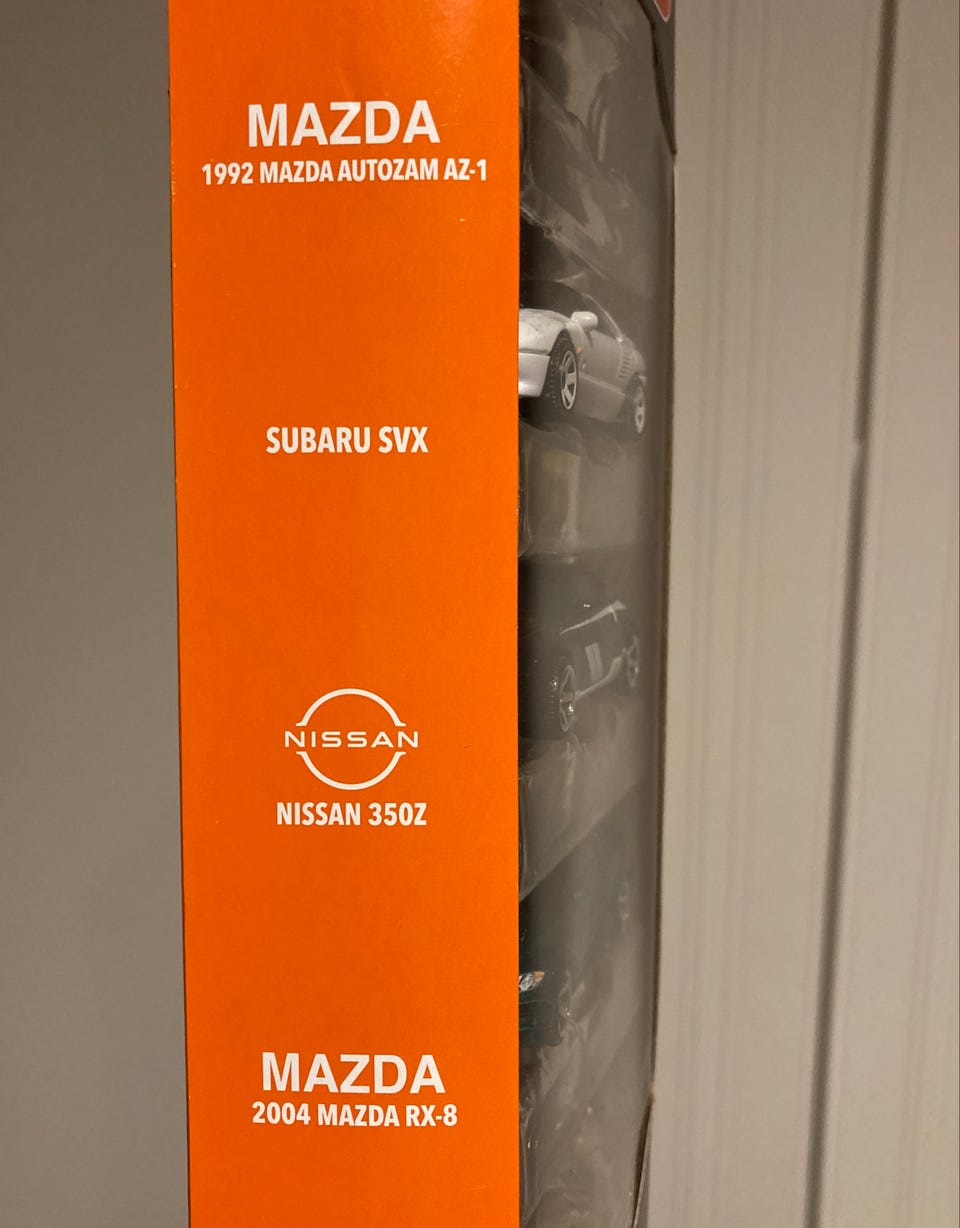 MAZDA
1992 MAZDA AUTOZAM AZ-1
SUBARU SVX
NISSAN
NISSAN 350Z
MAZDA
2004 MAZDA RX-8